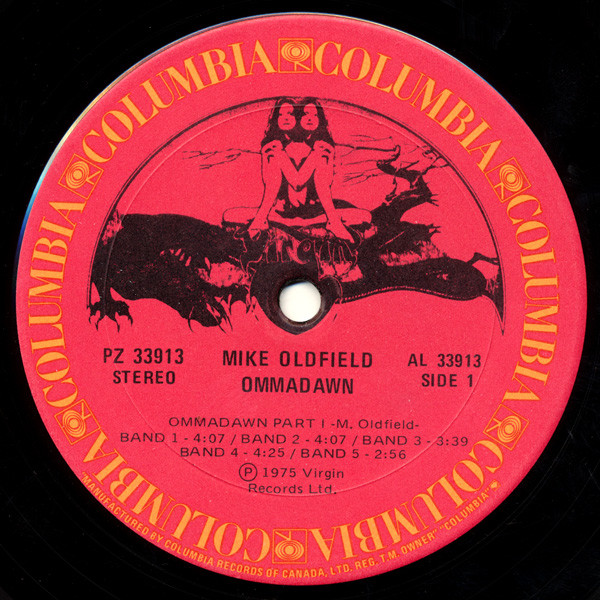 COLUMBIA COLUMBIA COLUMBIA COLUMBIA COLUMBIA COLUMBIA
Virgin
PZ 33913
STEREO
MIKE OLDFIELD
OMMADAWN
AL 33913
SIDE 1
OMMADAWN PART I -M. Oldfield-
BAND 1 - 4:07 / BAND 2 - 4:07 / BAND 3 - 3:39
BAND 4 - 4:25 / BAND 5 - 2:56
Ⓟ 1975 Virgin
Records Ltd.
"MANUFACTURED BY COLUMBIA RECORDS OF CANADA, LTD. REG. T.M. OWNER" "COLUMBIA"